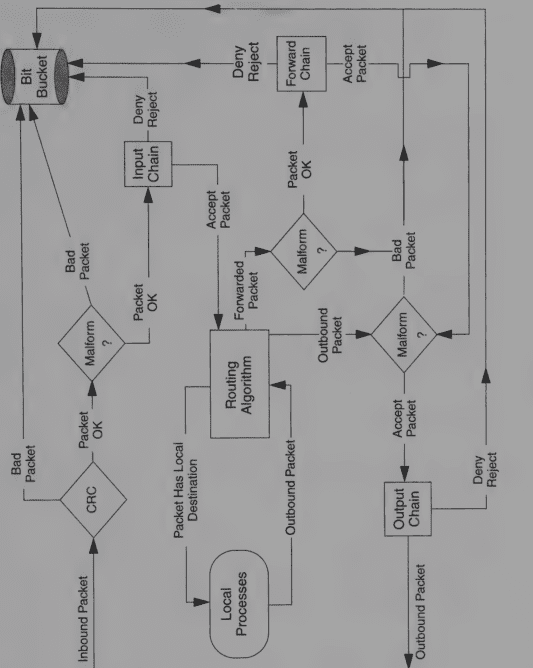 Inbound Packet
Bad
Packet
Bit
Bucket
CRC
Packet
OK
Malform
?
Bad
Packet
Packet
OK
Input
Chain
Deny
Reject
Packet Has Local
Destination
Accept
Packet
Local
Processes
Routing
Algorithm
Forwarded
Packet
Deny
Reject
Outbound Packet
Malform
?
Packet
OK
Forward
Chain
Outbound
Packet
Accept
Packet
Bad
Packet
Output
Chain
Accept
Packet
Malform
?
Outbound Packet
Deny
Reject